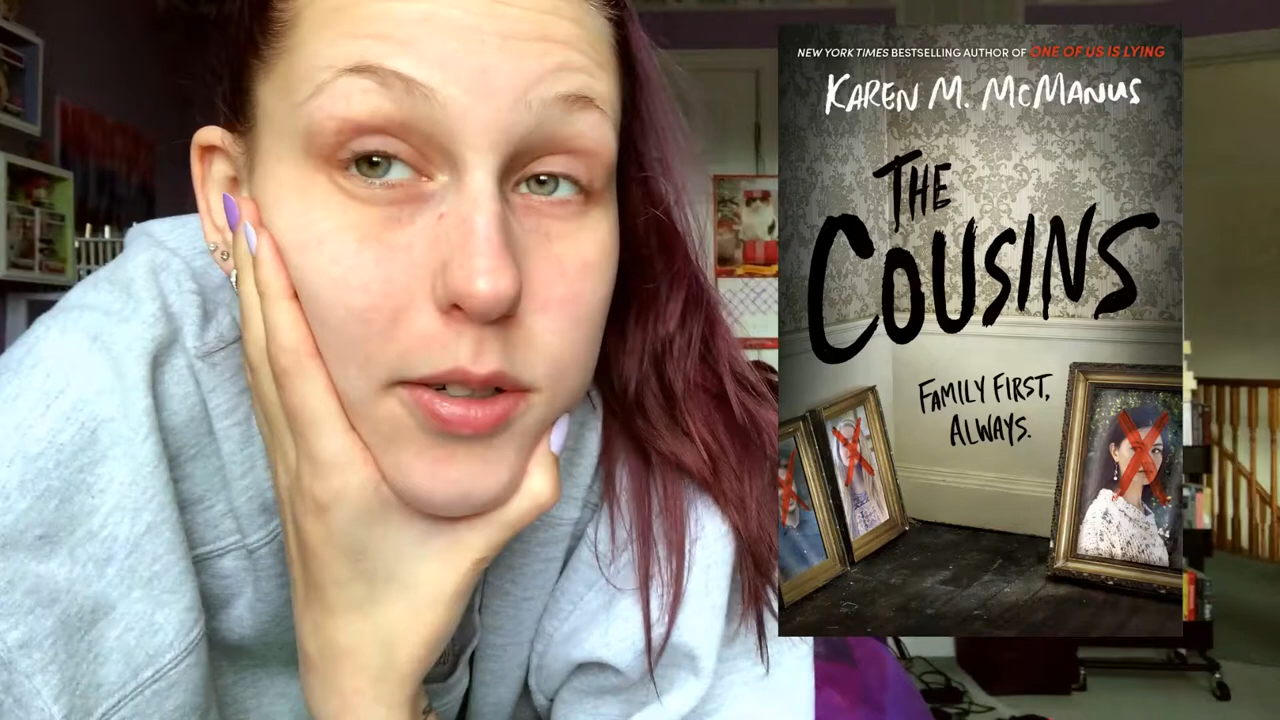 NEW YORK TIMES BESTSELLING AUTHOR OF ONE OF US IS LYING
KAREN M. McMANUS
THE
COUSINS
FAMILY FIRST,
ALWAYS.